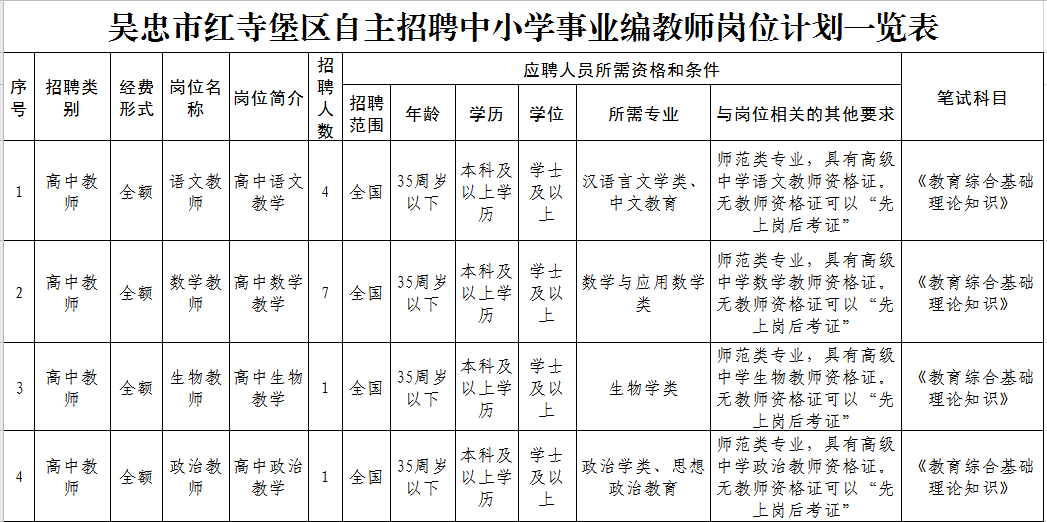 吴忠市红寺堡区自主招聘中小学事业编教师岗位计划一览表
序号 招聘类别 经费形式 岗位名称 岗位简介 招聘人数 应聘人员所需资格和条件 笔试科目
招聘范围 年龄 学历 学位 所需专业 与岗位相关的其他要求
1 高中教师 全额 语文教师 高中语文教学 4 全国 35周岁以下 本科及以上学历 学士及以上 汉语言文学类、中文教育 师范类专业，具有高级中学语文教师资格证。无教师资格证可以“先上岗后考证” 《教育综合基础理论知识》
2 高中教师 全额 数学教师 高中数学教学 7 全国 35周岁以下 本科及以上学历 学士及以上 数学与应用数学类 师范类专业，具有高级中学数学教师资格证。无教师资格证可以“先上岗后考证” 《教育综合基础理论知识》
3 高中教师 全额 生物教师 高中生物教学 1 全国 35周岁以下 本科及以上学历 学士及以上 生物学类 师范类专业，具有高级中学生物教师资格证。无教师资格证可以“先上岗后考证” 《教育综合基础理论知识》
4 高中教师 全额 政治教师 高中政治教学 1 全国 35周岁以下 本科及以上学历 学士及以上 政治学类、思想政治教育 师范类专业，具有高级中学政治教师资格证。无教师资格证可以“先上岗后考证” 《教育综合基础理论知识》